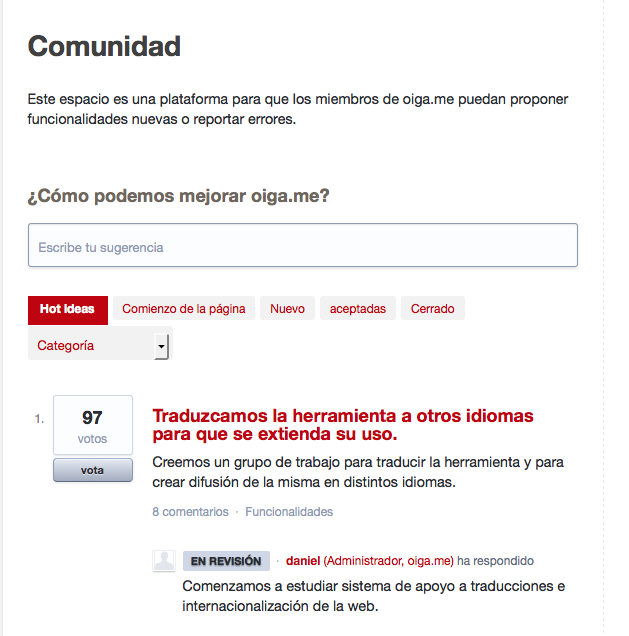 Comunidad
Este espacio es una plataforma para que los miembros de oiga.me puedan proponer
funcionalidades nuevas o reportar errores.
¿Cómo podemos mejorar oiga.me?
Escribe tu sugerencia
Hot ideas Comienzo de la página Nuevo aceptadas Cerrado
Categoría
1. 97 votos vota
Traduzcamos la herramienta a otros idiomas
para que se extienda su uso.
Creemos un grupo de trabajo para traducir la herramienta y para
crear difusión de la misma en distintos idiomas.
8 comentarios · Funcionalidades
EN REVISIÓN · daniel (Administrador, oiga.me) ha respondido
Comenzamos a estudiar sistema de apoyo a traducciones e
internacionalización de la web.